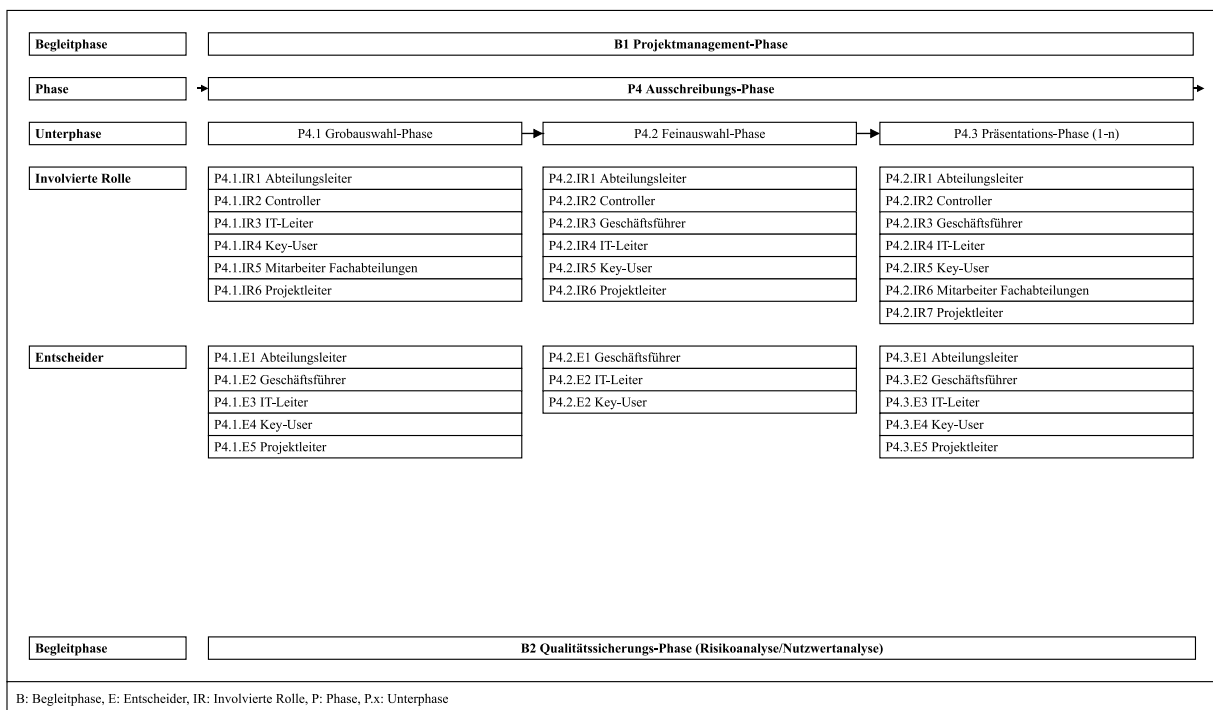 Begleitphase
B1 Projektmanagement-Phase
Phase
P4 Ausschreibungs-Phase
Unterphase
P4.1 Grobauswahl-Phase
P4.2 Feinauswahl-Phase
P4.3 Präsentations-Phase (1-n)
Involvierte Rolle
P4.1.IR1 Abteilungsleiter
P4.1.IR2 Controller
P4.1.IR3 IT-Leiter
P4.1.IR4 Key-User
P4.1.IR5 Mitarbeiter Fachabteilungen
P4.1.IR6 Projektleiter
P4.2.IR1 Abteilungsleiter
P4.2.IR2 Controller
P4.2.IR3 Geschäftsführer
P4.2.IR4 IT-Leiter
P4.2.IR5 Key-User
P4.2.IR6 Projektleiter
P4.2.IR1 Abteilungsleiter
P4.2.IR2 Controller
P4.2.IR3 Geschäftsführer
P4.2.IR4 IT-Leiter
P4.2.IR5 Key-User
P4.2.IR6 Mitarbeiter Fachabteilungen
P4.2.IR7 Projektleiter
Entscheider
P4.1.E1 Abteilungsleiter
P4.1.E2 Geschäftsführer
P4.1.E3 IT-Leiter
P4.1.E4 Key-User
P4.1.E5 Projektleiter
P4.2.E1 Geschäftsführer
P4.2.E2 IT-Leiter
P4.2.E2 Key-User
P4.3.E1 Abteilungsleiter
P4.3.E2 Geschäftsführer
P4.3.E3 IT-Leiter
P4.3.E4 Key-User
P4.3.E5 Projektleiter
Begleitphase
B2 Qualitätssicherungs-Phase (Risikoanalyse/Nutzwertanalyse)
B: Begleitphase, E: Entscheider, IR: Involvierte Rolle, P: Phase, P.x: Unterphase